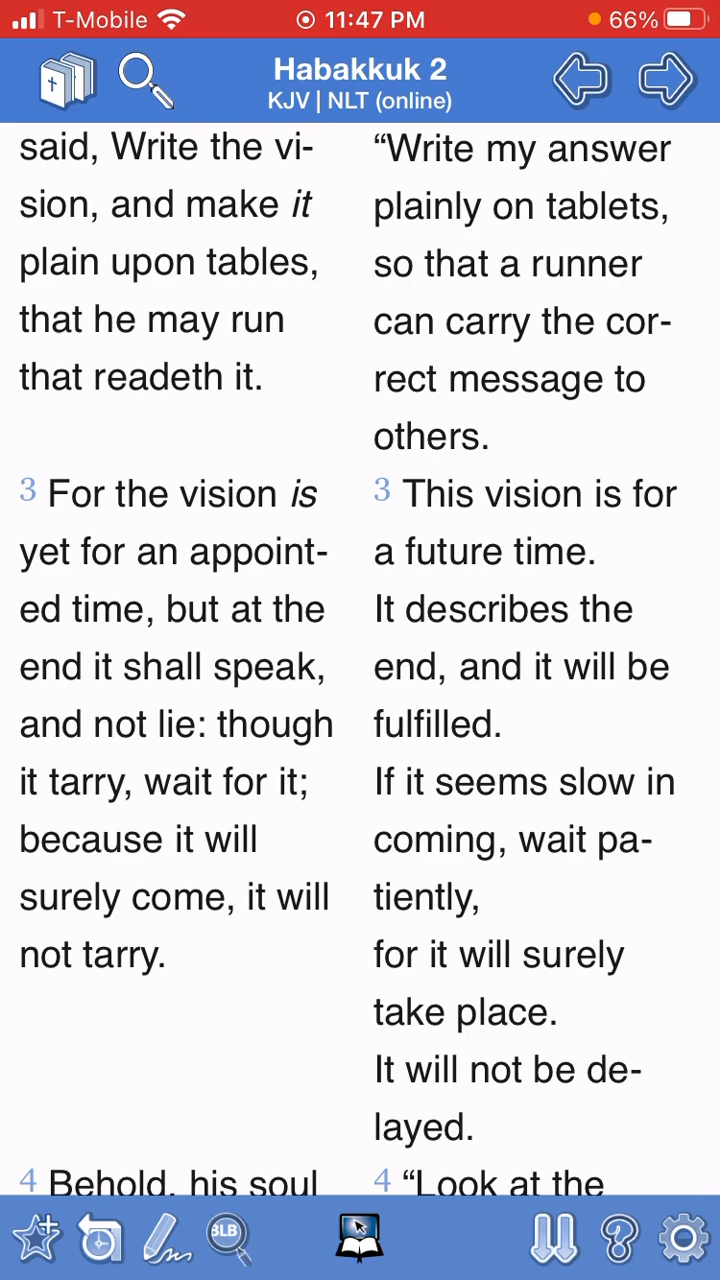 T-Mobile 11:47 PM 66%
Habakkuk 2
KJV | NLT (online)
said, Write the vi-
sion, and make it
plain upon tables,
that he may run
that readeth it.
3 For the vision is
yet for an appoint-
ed time, but at the
end it shall speak,
and not lie: though
it tarry, wait for it;
because it will
surely come, it will
not tarry.
4 Behold, his soul
“Write my answer
plainly on tablets,
so that a runner
can carry the cor-
rect message to
others.
3 This vision is for
a future time.
It describes the
end, and it will be
fulfilled.
If it seems slow in
coming, wait pa-
tiently,
for it will surely
take place.
It will not be de-
layed.
4 “Look at the
BLB